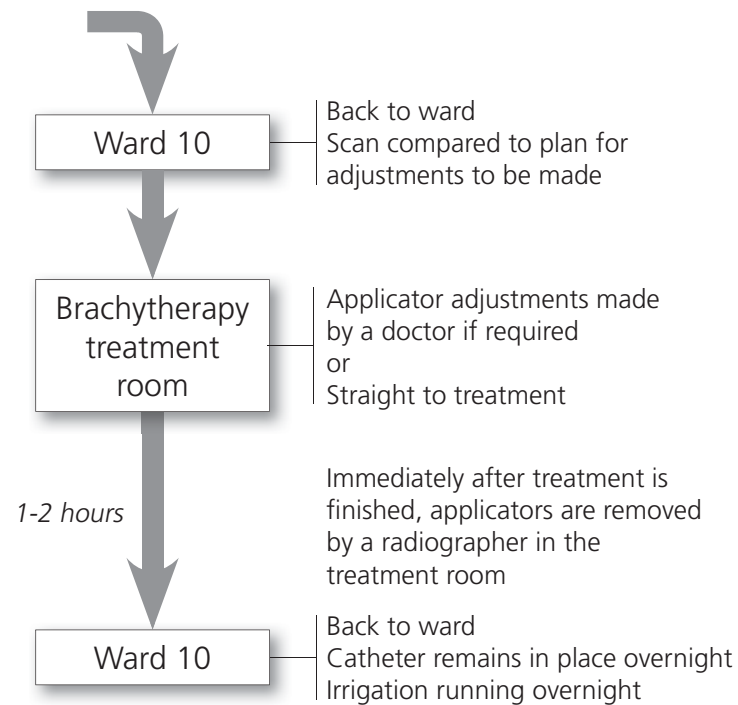 Ward 10
Back to ward
Scan compared to plan for
adjustments to be made
Brachytherapy
treatment
room
Applicator adjustments made
by a doctor if required
or
Straight to treatment
1-2 hours
Immediately after treatment is
finished, applicators are removed
by a radiographer in the
treatment room
Ward 10
Back to ward
Catheter remains in place overnight
Irrigation running overnight